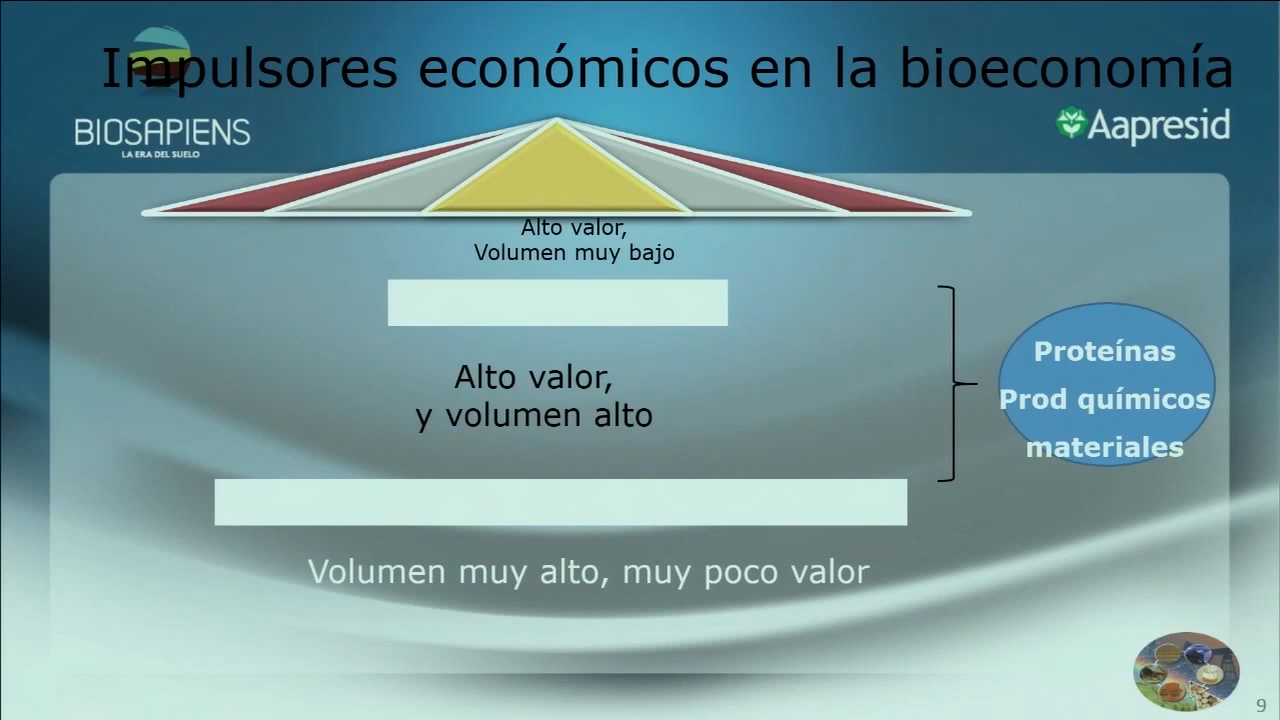 Impulsores económicos en la bioeconomía
BIOSAPIENS
LA ERA DEL SUELO
Aapresid
Alto valor,
Volumen muy bajo
Alto valor,
y volumen alto
Proteínas
Prod químicos
materiales
Volumen muy alto, muy poco valor
9